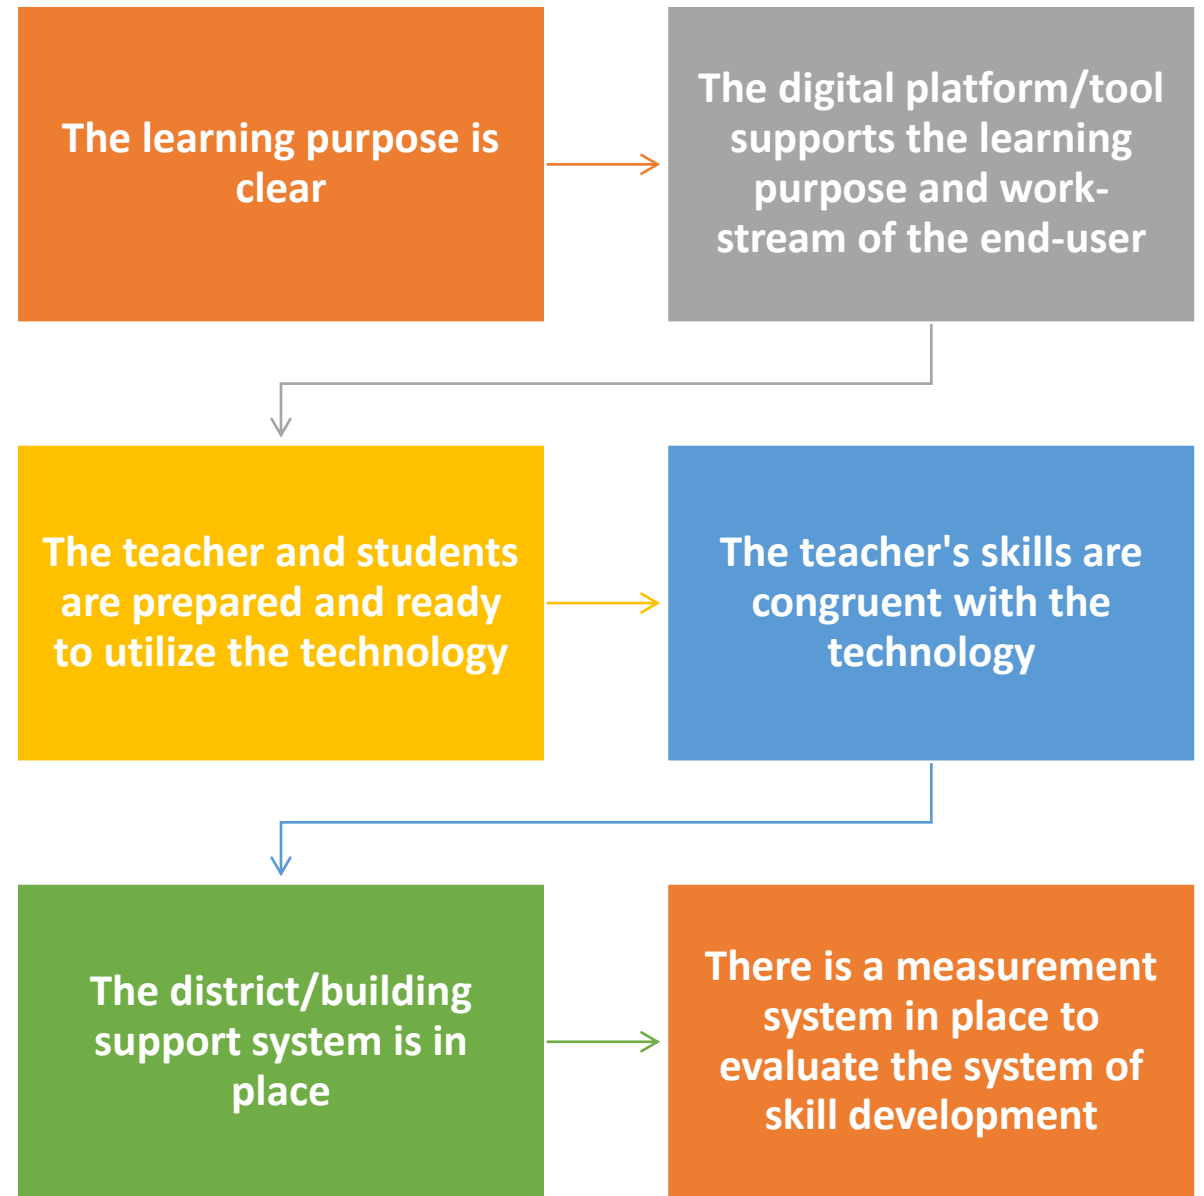 The learning purpose is
clear
The digital platform/tool
supports the learning
purpose and work-
stream of the end-user
The teacher and students
are prepared and ready
to utilize the technology
The teacher's skills are
congruent with the
technology
The district/building
support system is in
place
There is a measurement
system in place to
evaluate the system of
skill development